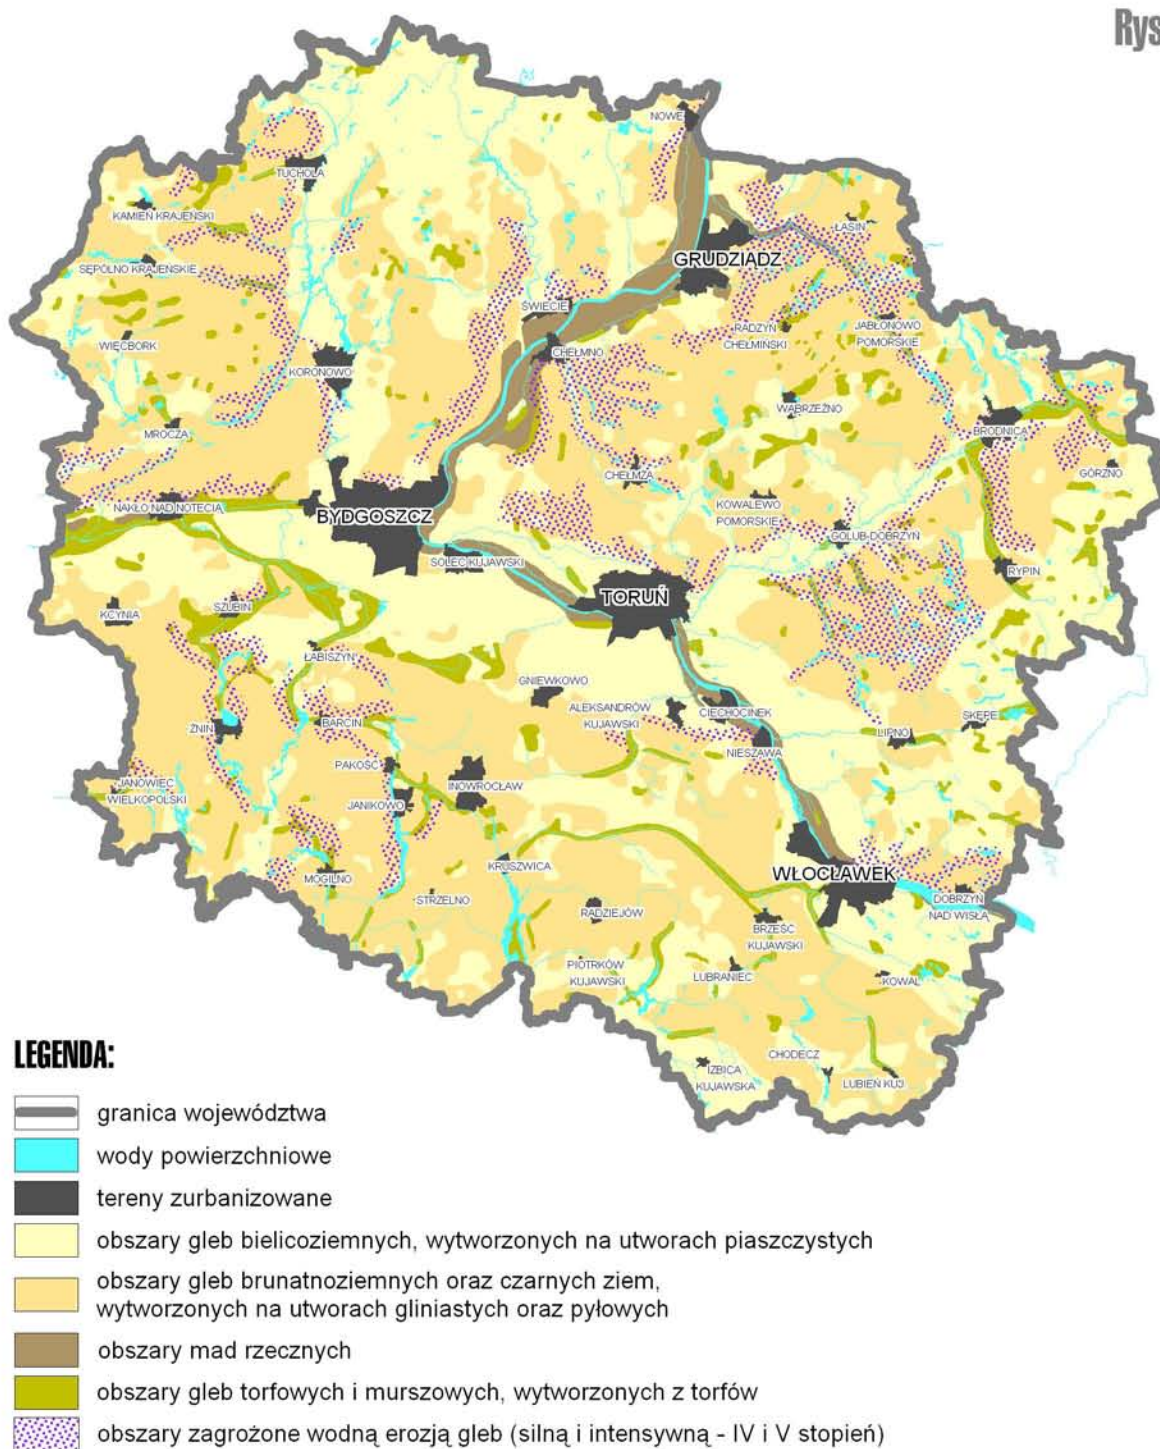 Rys
NOWE
TUCHOLA
KAMIEŃ KRAJEŃSKI
ŁASIN
GRUDZIĄDZ
SĘPÓLNO KRAJEŃSKIE
ŚWIECIE
RADZYŃ
CHEŁMIŃSKI
JABŁONOWO
POMORSKIE
WIĘCBORK
CHEŁMNO
KORONOWO
WĄBRZEŹNO
MROCZA
BRODNICA
CHEŁMŻA
GÓRZNO
NAKŁO NAD NOTECIĄ
BYDGOSZCZ
KOWALEWO
POMORSKIE
GOLUB-DOBRZYŃ
SOLEC KUJAWSKI
RYPIN
TORUŃ
KCYNIA
SZUBIN
ŁABISZYN
GNIEWKOWO
ALEKSANDRÓW
KUJAWSKI
CIECHOCINEK
SKĘPE
ŻNIN
BARCIN
LIPNO
NIESZAWA
PAKOŚĆ
JANOWIEC
WIELKOPOLSKI
INOWROCŁAW
JANIKOWO
KRUSZWICA
WŁOCŁAWEK
MOGILNO
STRZELNO
DOBRZYŃ
NAD WISŁĄ
RADZIEJÓW
BRZEŚĆ
KUJAWSKI
PIOTRKÓW
KUJAWSKI
LUBRANIEC
KOWAL
CHODECZ
IZBICA
KUJAWSKA
LUBIEŃ KUJ
LEGENDA:
granica województwa
wody powierzchniowe
tereny zurbanizowane
obszary gleb bielicoziemnych, wytworzonych na utworach piaszczystych
obszary gleb brunatnoziemnych oraz czarnych ziem,
wytworzonych na utworach gliniastych oraz pyłowych
obszary mad rzecznych
obszary gleb torfowych i murszowych, wytworzonych z torfów
obszary zagrożone wodną erozją gleb (silną i intensywną - IV i V stopień)